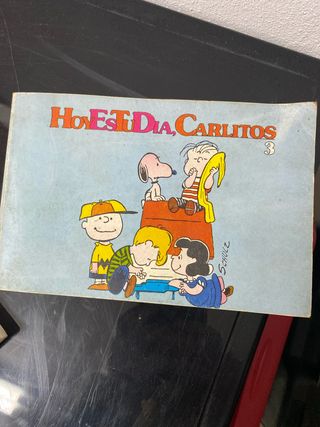 HOY ES TU DIA, CARLITOS
3
SCHULZ